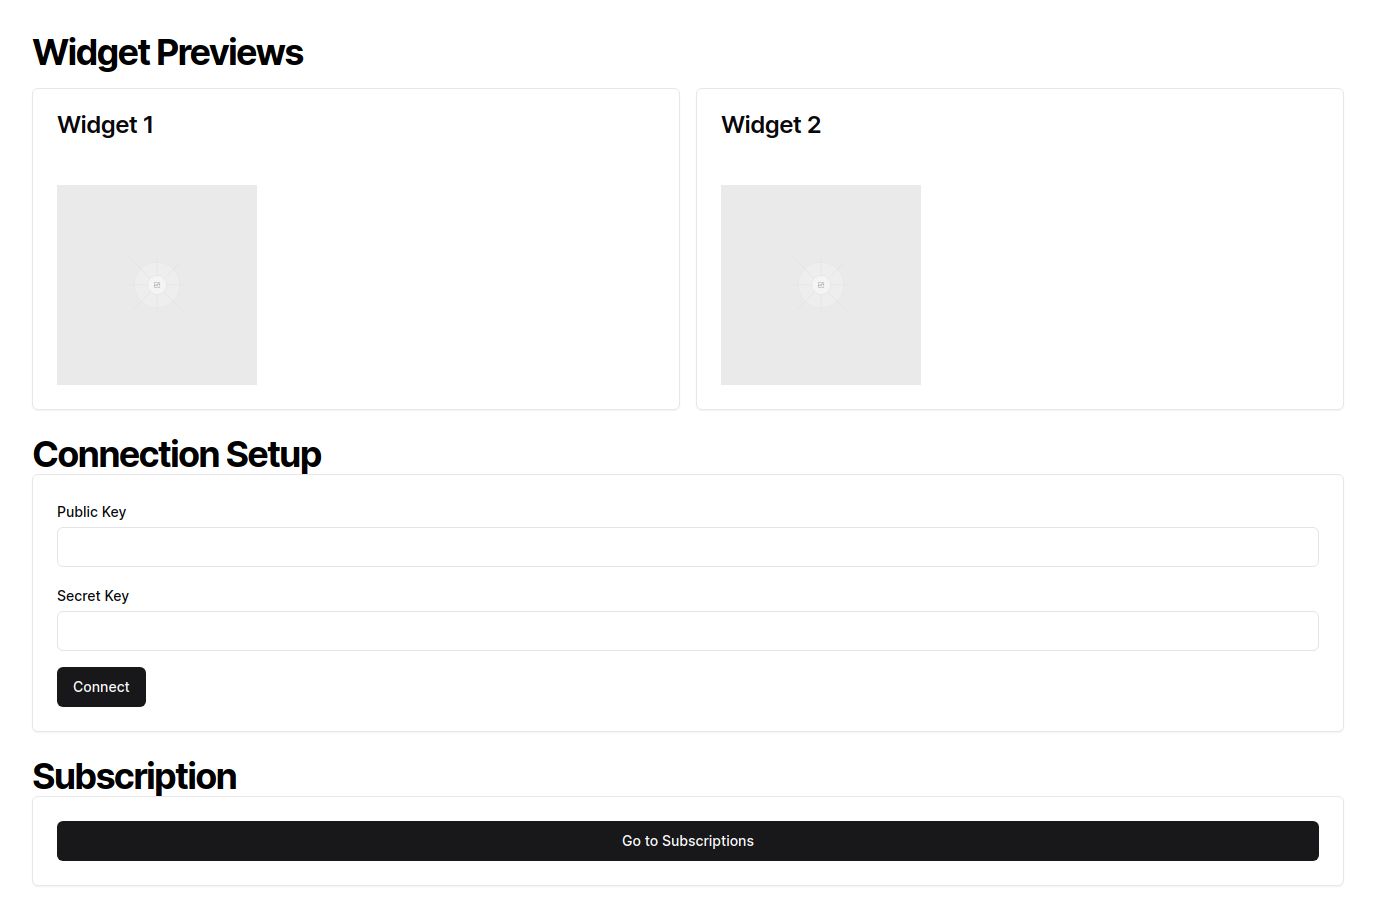 Widget Previews
Widget 1
Widget 2
Connection Setup
Public Key
Secret Key
Connect
Subscription
Go to Subscriptions